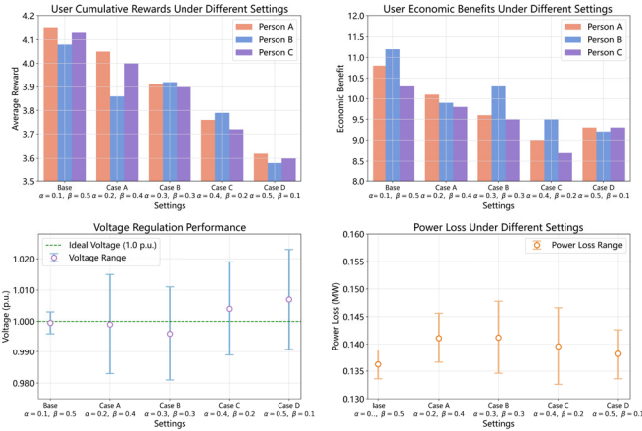 User Cumulative Rewards Under Different Settings
4.2
4.1
4.0
3.9
3.8
3.7
3.6
3.5
Average Reward
Person A
Person B
Person C
Base
α=0.1, β=0.5
Case A
α=0.2, β=0.4
Case B
α=0.3, β=0.3
Case C
α=0.4, β=0.2
Case D
α=0.5, β=0.1
Settings
User Economic Benefits Under Different Settings
12.0
11.5
11.0
10.5
10.0
9.5
9.0
8.5
8.0
Economic Benefit
Person A
Person B
Person C
Base
α=0.1, β=0.5
Case A
α=0.2, β=0.4
Case B
α=0.3, β=0.3
Case C
α=0.4, β=0.2
Case D
α=0.5, β=0.1
Settings
Voltage Regulation Performance
1.020
1.010
1.000
0.990
0.980
Voltage (p.u.)
Ideal Voltage (1.0 p.u.)
Voltage Range
Base
α=0.1, β=0.5
Case A
α=0.2, β=0.4
Case B
α=0.3, β=0.3
Case C
α=0.4, β=0.2
Case D
α=0.5, β=0.1
Settings
Power Loss Under Different Settings
0.160
0.155
0.150
0.145
0.140
0.135
0.130
Power Loss (MW)
Power Loss Range
β=0.5
Case A
α=0.2, β=0.4
Case B
α=0.3, β=0.3
Case C
α=0.4, β=0.2
Case D
α=0.5, β=0.1
Settings